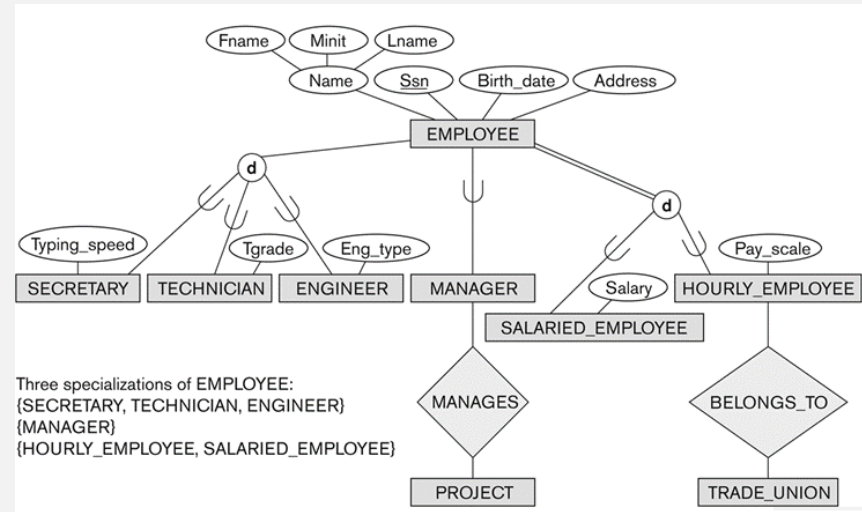 Fname Minit Lname
Name Ssn Birth_date Address
EMPLOYEE
d
d
Typing_speed Tgrade Eng_type Pay_scale
SECRETARY TECHNICIAN ENGINEER MANAGER Salary HOURLY_EMPLOYEE
SALARIED_EMPLOYEE
Three specializations of EMPLOYEE:
{SECRETARY, TECHNICIAN, ENGINEER}
{MANAGER}
{HOURLY_EMPLOYEE, SALARIED_EMPLOYEE}
MANAGES BELONGS_TO
PROJECT TRADE_UNION